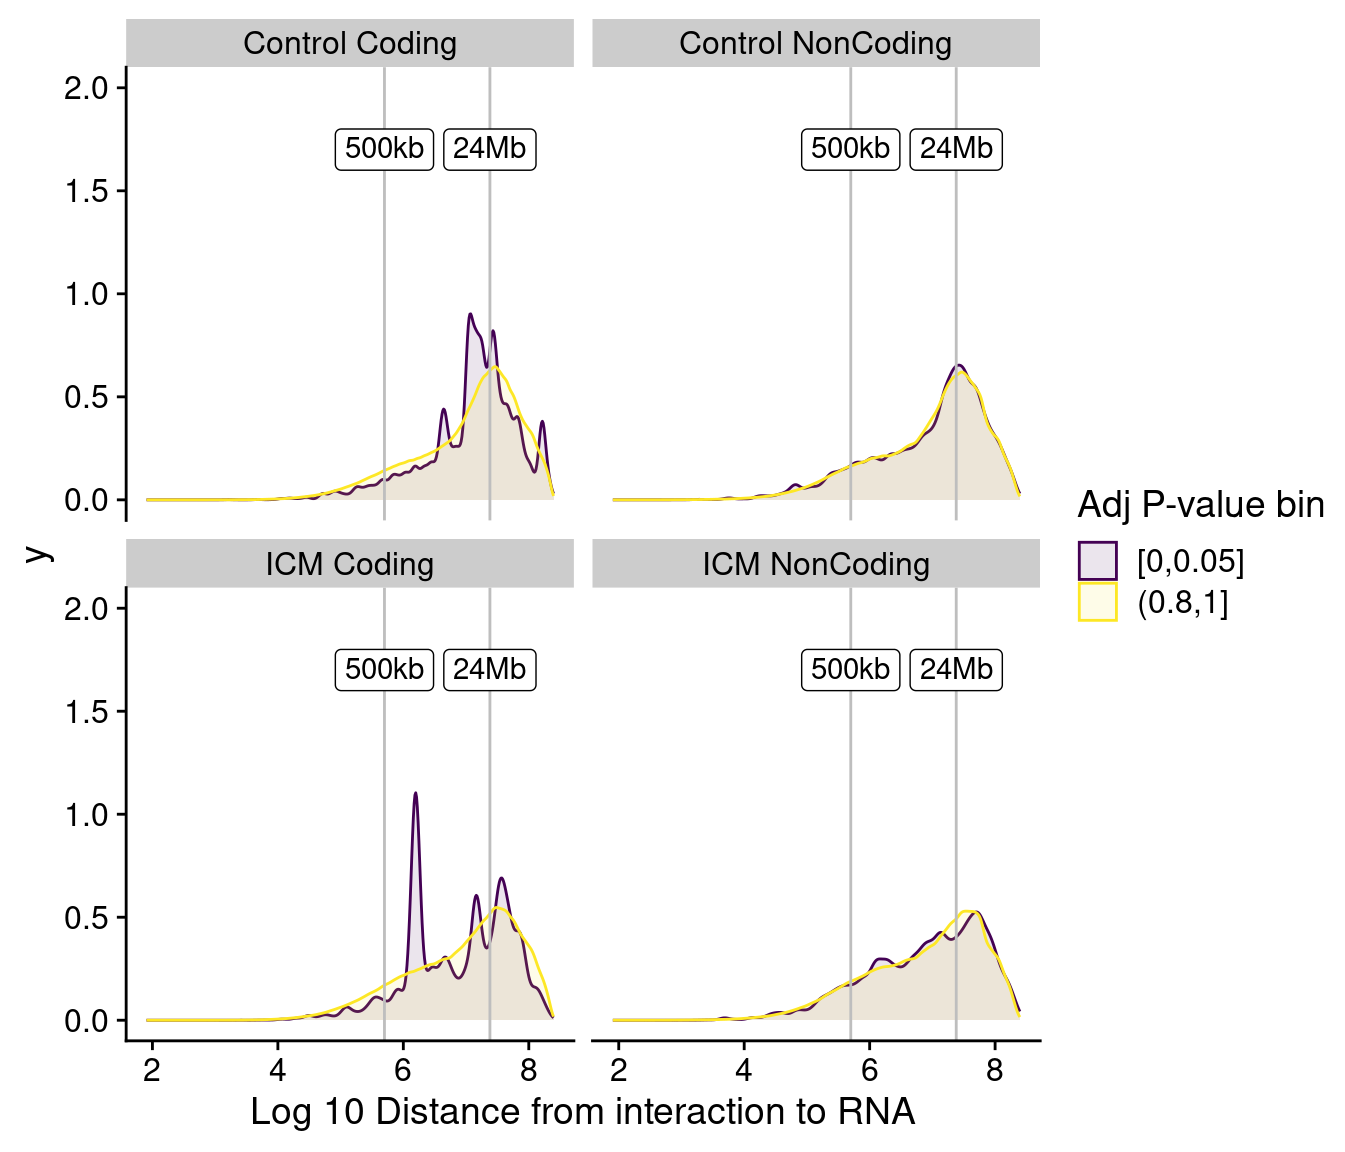 Control Coding
Control NonCoding
2.0
1.5
1.0
0.5
0.0
500kb
24Mb
500kb
24Mb
y
ICM Coding
ICM NonCoding
2.0
1.5
1.0
0.5
0.0
500kb
24Mb
500kb
24Mb
2 4 6 8
2 4 6 8
Log 10 Distance from interaction to RNA
Adj P-value bin
[0,0.05]
(0.8,1]